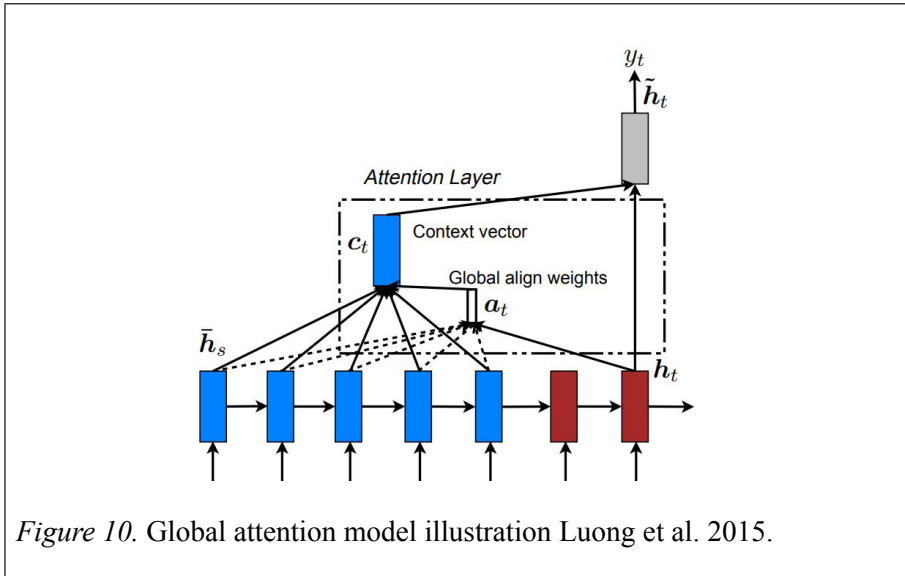 y_t
h̃_t
Attention Layer
c_t
Context vector
Global align weights
a_t
h̄_s
h_t
Figure 10. Global attention model illustration Luong et al. 2015.